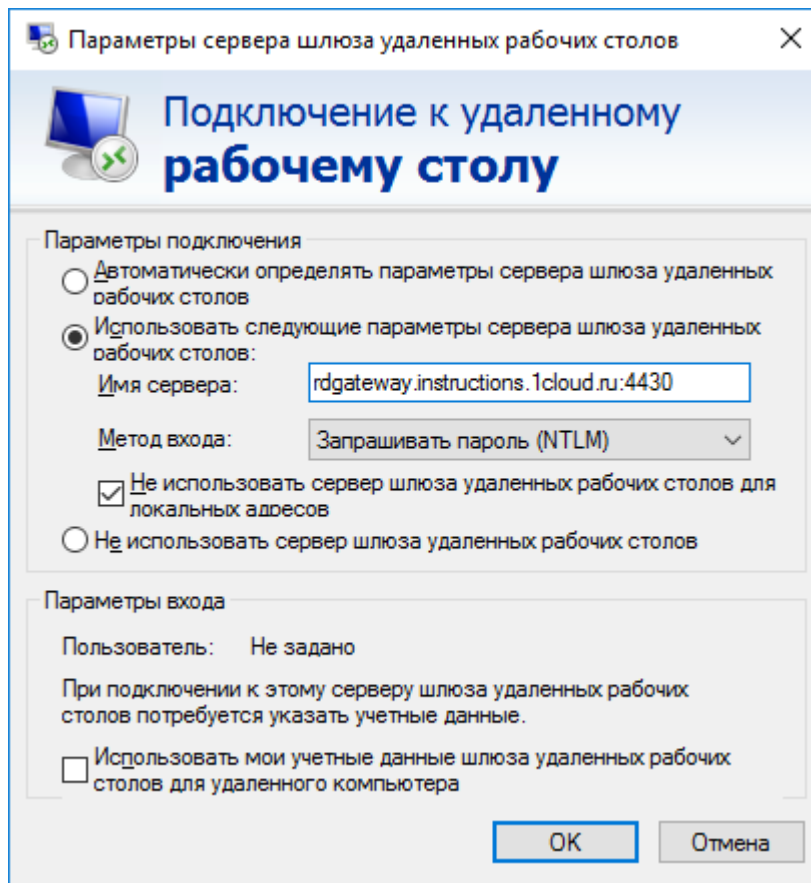 Параметры сервера шлюза удаленных рабочих столов
Подключение к удаленному
рабочему столу
Параметры подключения
Автоматически определять параметры сервера шлюза удаленных
рабочих столов
Использовать следующие параметры сервера шлюза удаленных
рабочих столов:
Имя сервера: rdgateway.instructions.1cloud.ru:4430
Метод входа: Запрашивать пароль (NTLM)
Не использовать сервер шлюза удаленных рабочих столов для
локальных адресов
Не использовать сервер шлюза удаленных рабочих столов
Параметры входа
Пользователь: Не задано
При подключении к этому серверу шлюза удаленных рабочих
столов потребуется указать учетные данные.
Использовать мои учетные данные шлюза удаленных рабочих
столов для удаленного компьютера
OK Отмена